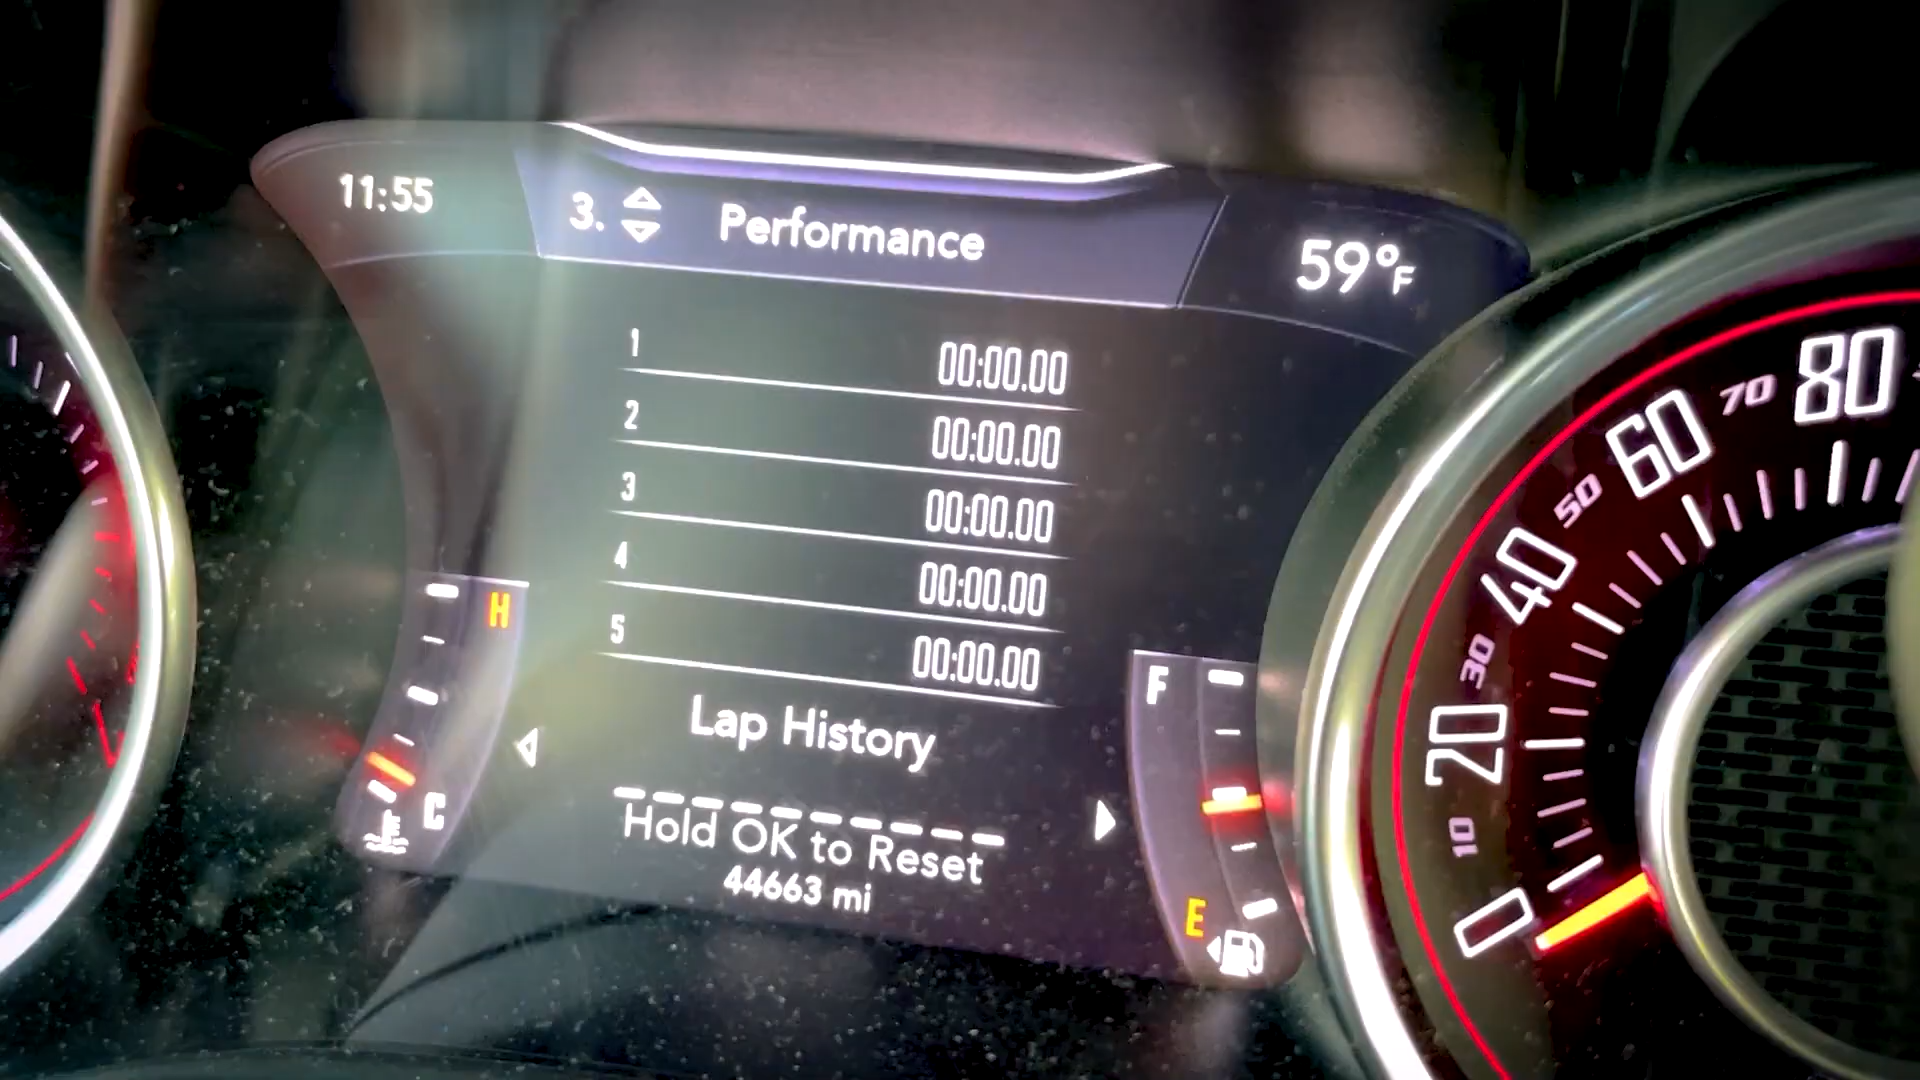 11:55
3. Performance
59°F
1 00:00.00
2 00:00.00
3 00:00.00
4 00:00.00
5 00:00.00
Lap History
Hold OK to Reset
44663 mi
H
C
F
E
0
10
20
30
40
50
60
70
80